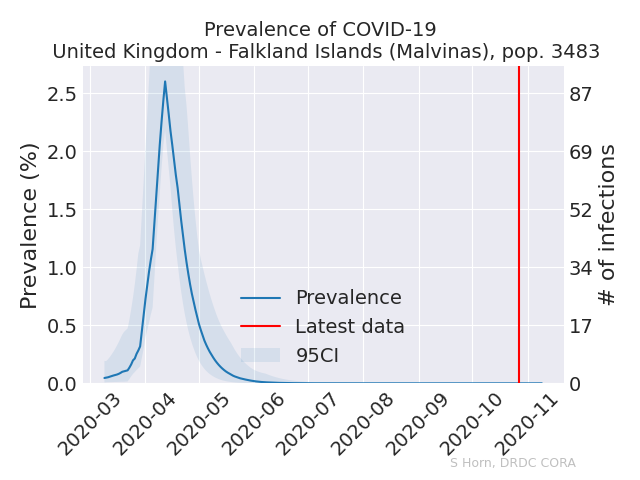 Prevalence of COVID-19
United Kingdom - Falkland Islands (Malvinas), pop. 3483
Prevalence (%)
2.5
2.0
1.5
1.0
0.5
0.0
87
69
52
34
17
0
# of infections
Prevalence
Latest data
95CI
2020-03
2020-04
2020-05
2020-06
2020-07
2020-08
2020-09
2020-10
2020-11
S Horn, DRDC CORA